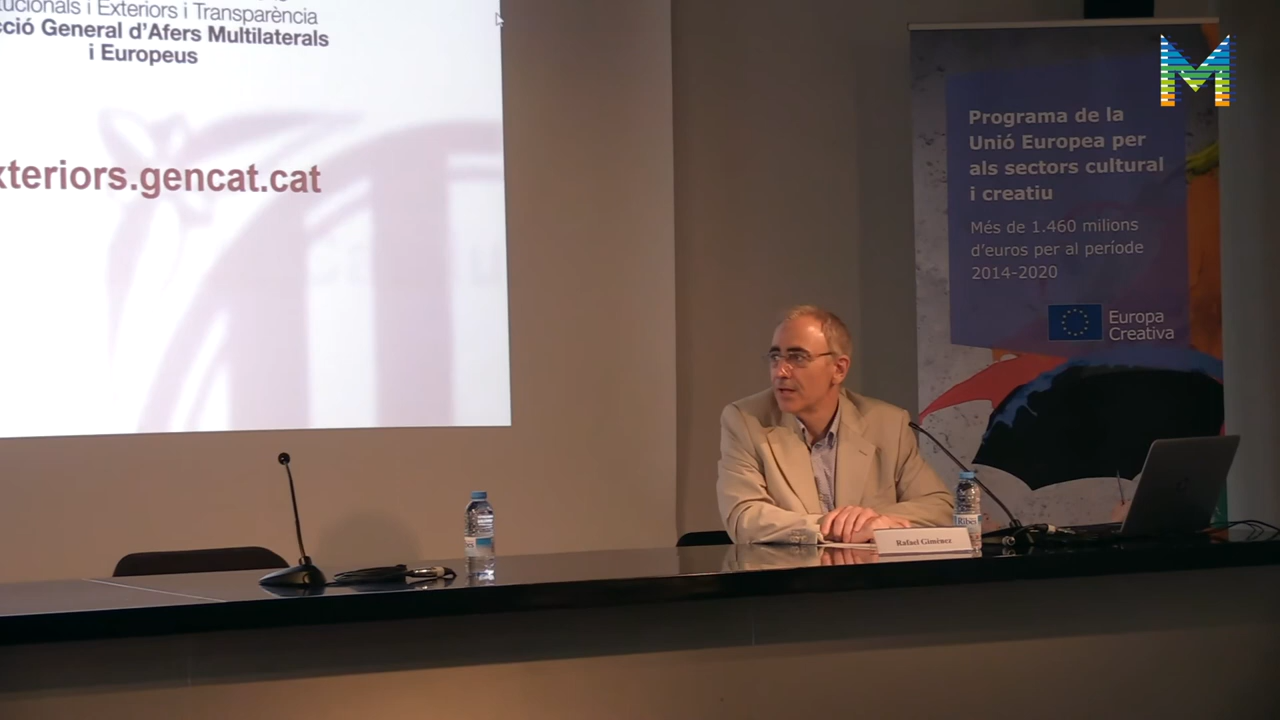 i Exteriors i Transparència
General d'Afers Multilaterals
i Europeus
xteriors.gencat.cat
M
Programa de la
Unió Europea per
als sectors cultural
i creatiu
Més de 1.460 milions
d'euros per al període
2014-2020
Europa
Creativa
Ribes
Rafael Giménez